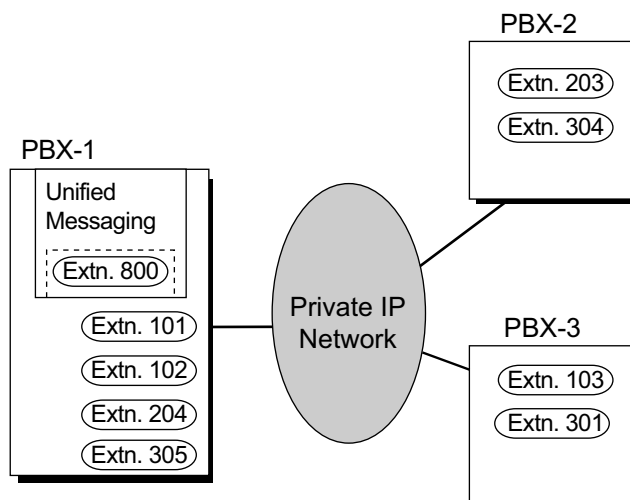 PBX-1
Unified
Messaging
Extn. 800
Extn. 101
Extn. 102
Extn. 204
Extn. 305
Private IP
Network
PBX-2
Extn. 203
Extn. 304
PBX-3
Extn. 103
Extn. 301